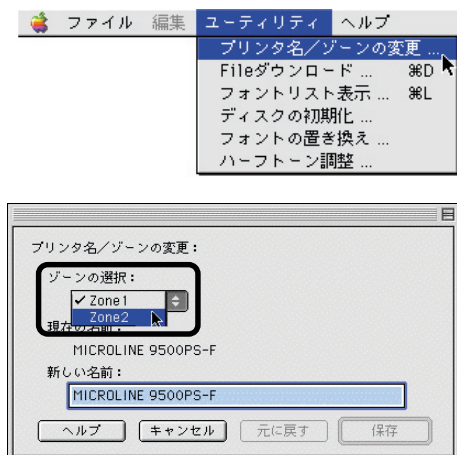 ファイル 編集 ユーティリティ ヘルプ
プリンタ名／ゾーンの変更 ...
Fileダウンロード ... ⌘D
フォントリスト表示 ... ⌘L
ディスクの初期化 ...
フォントの置き換え ...
ハーフトーン調整 ...
プリンタ名／ゾーンの変更：
ゾーンの選択：
✓ Zone1
Zone2
現在の名前：
MICROLINE 9500PS-F
新しい名前：
MICROLINE 9500PS-F
ヘルプ キャンセル 元に戻す 保存